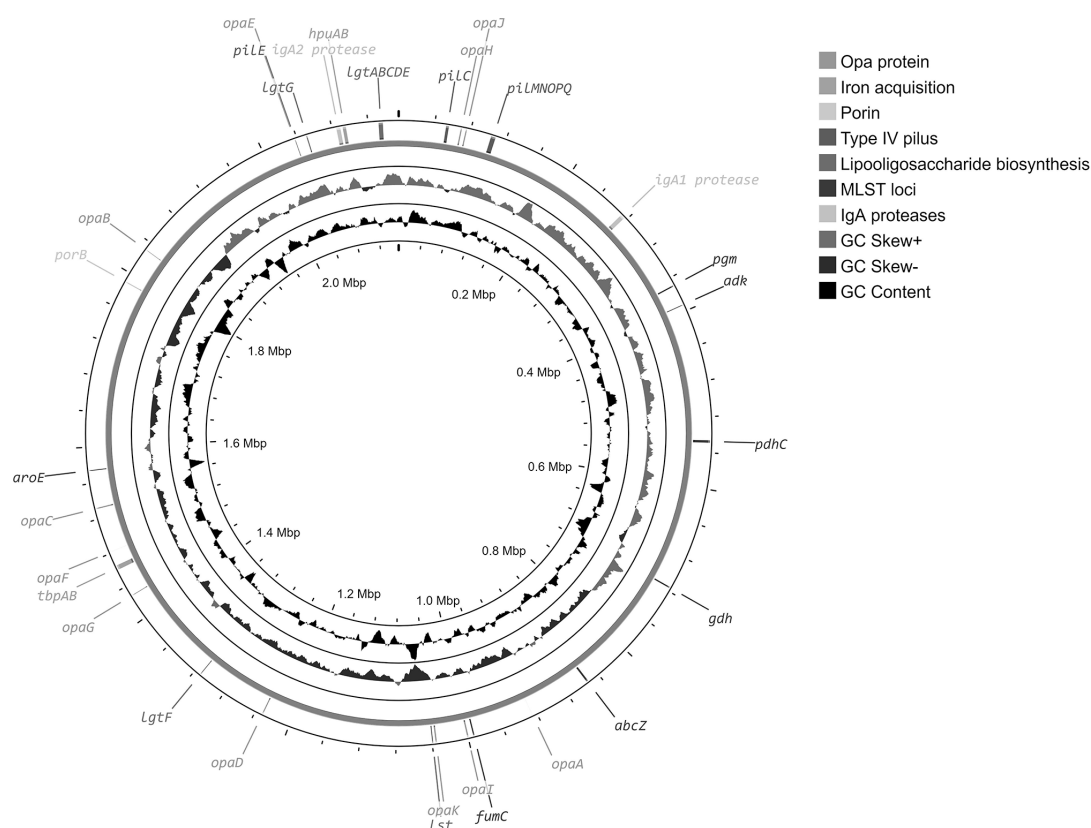 opaE
opaJ
hpuAB
pilE
igA2 protease
opaH
lgtABCDE
pilC
lgtG
pilMNOPQ
Opa protein
Iron acquisition
Porin
Type IV pilus
Lipooligosaccharide biosynthesis
MLST loci
IgA proteases
GC Skew+
GC Skew-
GC Content
igA1 protease
opaB
porB
pgm
adk
2.0 Mbp
0.2 Mbp
1.8 Mbp
0.4 Mbp
1.6 Mbp
pdhC
0.6 Mbp
aroE
opaC
1.4 Mbp
0.8 Mbp
opaF
tbpAB
1.2 Mbp
1.0 Mbp
opaG
gdh
lgtF
abcZ
opaD
opaA
opaI
opaK
fumC
Lst